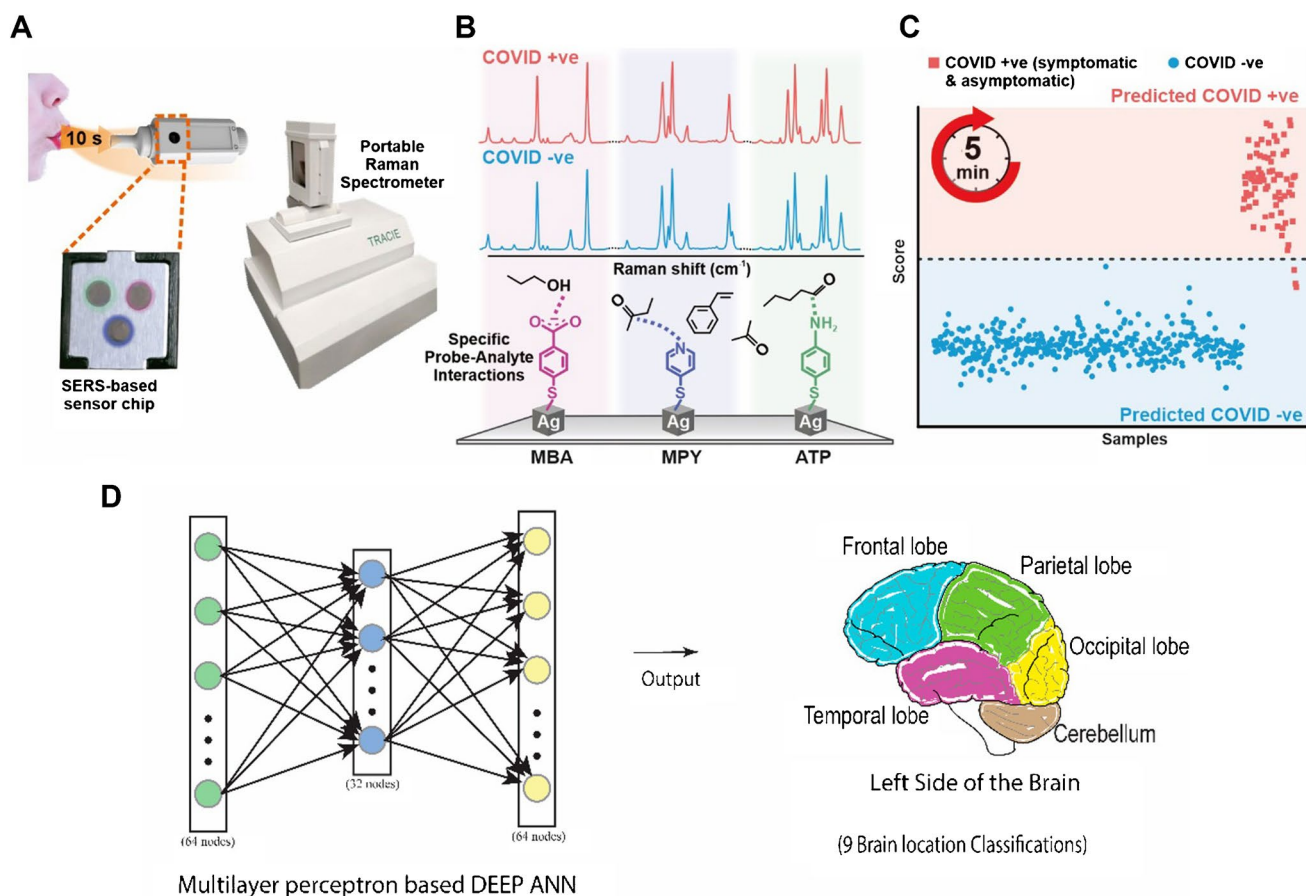 A
10 s
Portable
Raman
Spectrometer
TRACIE
SERS-based
sensor chip
B
COVID +ve
COVID -ve
Raman shift (cm⁻¹)
OH
O
O
O
O
O
NH₂
N
Specific
Probe-Analyte
Interactions
S
S
S
Ag
Ag
Ag
MBA
MPY
ATP
C
COVID +ve (symptomatic
& asymptomatic)
COVID -ve
Predicted COVID +ve
5
min
Score
Predicted COVID -ve
Samples
D
(64 nodes)
(32 nodes)
(64 nodes)
Multilayer perceptron based DEEP ANN
Output
Frontal lobe
Parietal lobe
Occipital lobe
Temporal lobe
Cerebellum
Left Side of the Brain
(9 Brain location Classifications)